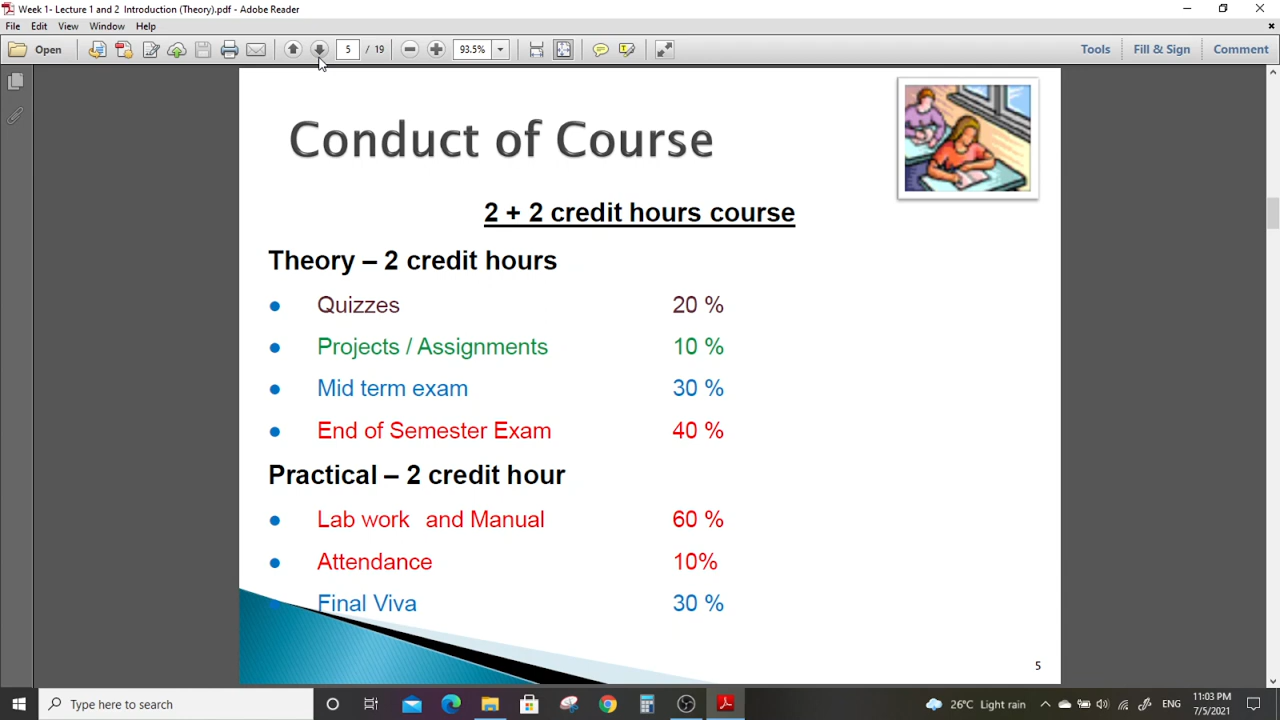 Week 1- Lecture 1 and 2 Introduction (Theory).pdf - Adobe Reader
File Edit View Window Help
Open 5 / 19 93.5% Tools Fill & Sign Comment
Conduct of Course
2 + 2 credit hours course
Theory – 2 credit hours
• Quizzes 20 %
• Projects / Assignments 10 %
• Mid term exam 30 %
• End of Semester Exam 40 %
Practical – 2 credit hour
• Lab work and Manual 60 %
• Attendance 10%
• Final Viva 30 %
5
Type here to search 26°C Light rain ENG 11:03 PM
7/5/2021